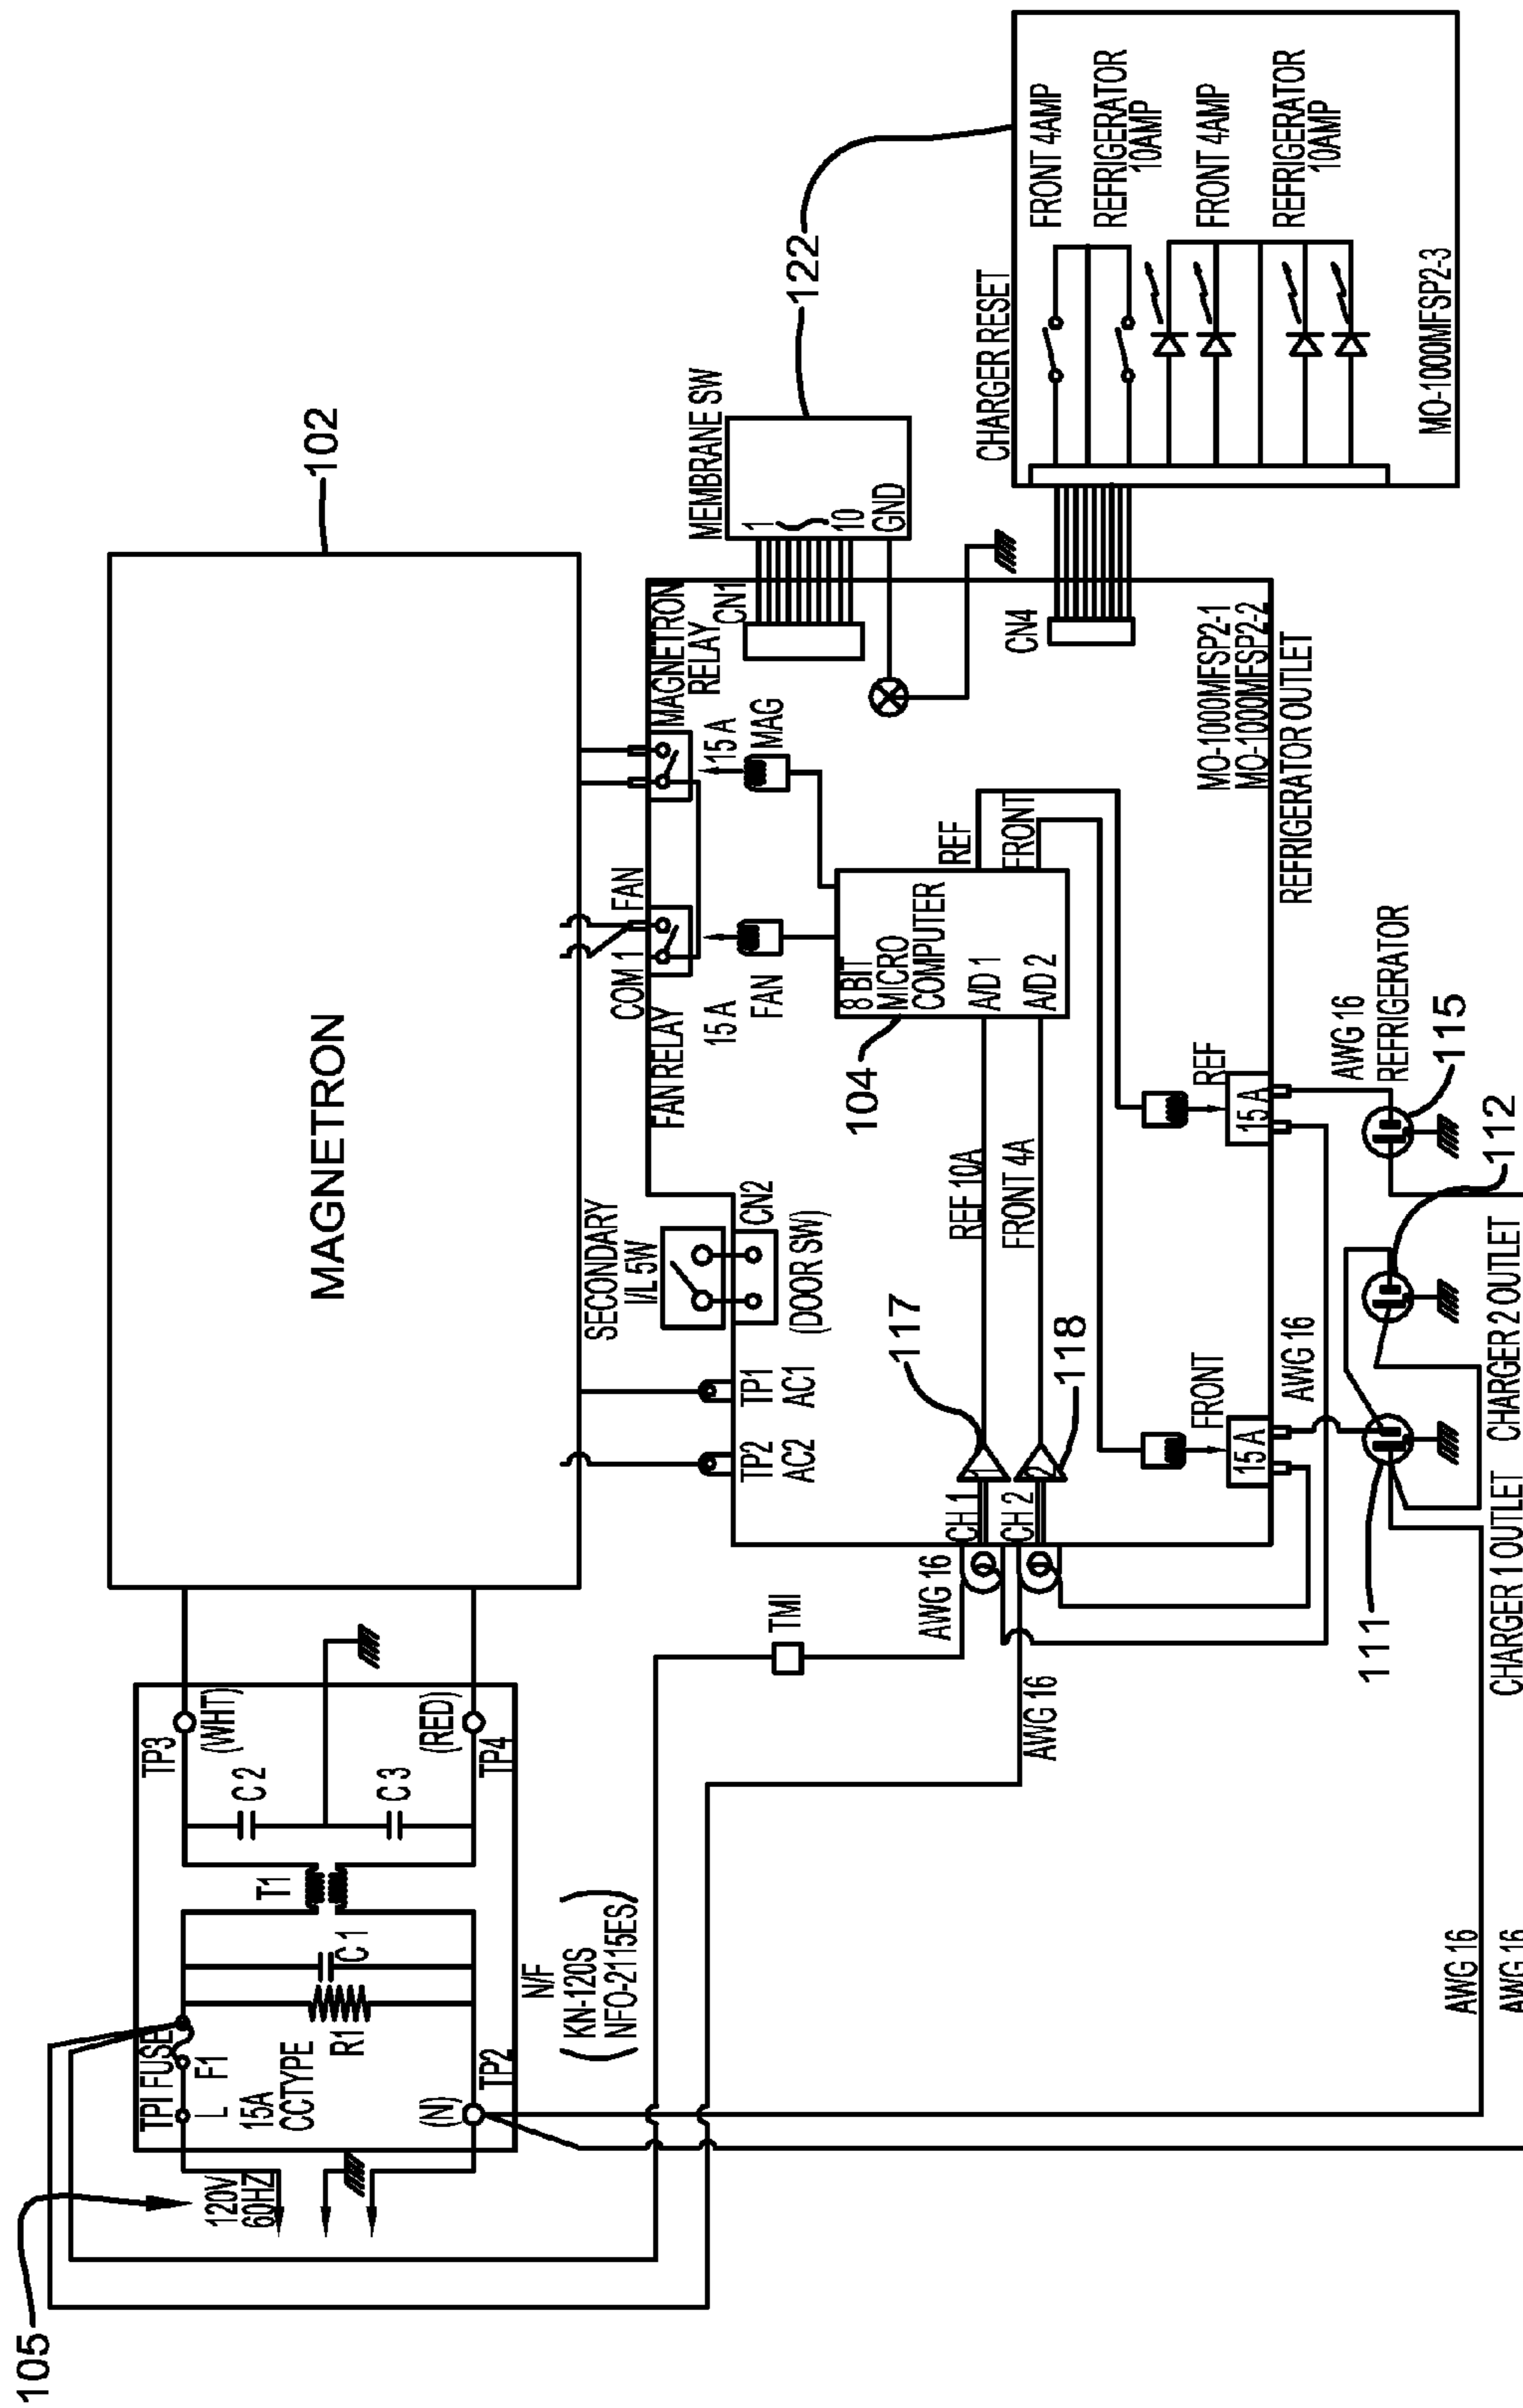 105
120V
60HZ
TPI FUSE
L F1
15A
CCTYPE
R1
C 1
T1
(N)
TP2
N/F
KN-120S
NFO-2115ES
TP3
(WHT)
C 2
C 3
(RED)
TP4
MAGNETRON
102
TMI
AWG 16
AWG 16
TP2
AC2
TP1
AC1
SECONDARY
I/L 5W
CN2
(DOOR SW)
FAN RELAY
COM 1
FAN
15 A
FAN
MAGNETRON
RELAY
15 A
MAG
CN1
MEMBRANE SW
1
10
GND
122
CH 1
CH 2
117
118
REF 10A
FRONT 4A
104
8 BIT
MICRO
COMPUTER
A/D 1
A/D 2
REF
FRONT
CN4
CHARGER RESET
FRONT 4AMP
REFRIGERATOR
10AMP
FRONT 4AMP
REFRIGERATOR
10AMP
MO-1000MFSP2-3
MO-1000MFSP2-1
MO-1000MFSP2-2
REFRIGERATOR OUTLET
FRONT
15 A
AWG 16
REF
15 A
AWG 16
REFRIGERATOR
115
111
112
CHARGER 1 OUTLET
CHARGER 2 OUTLET
AWG 16
AWG 16